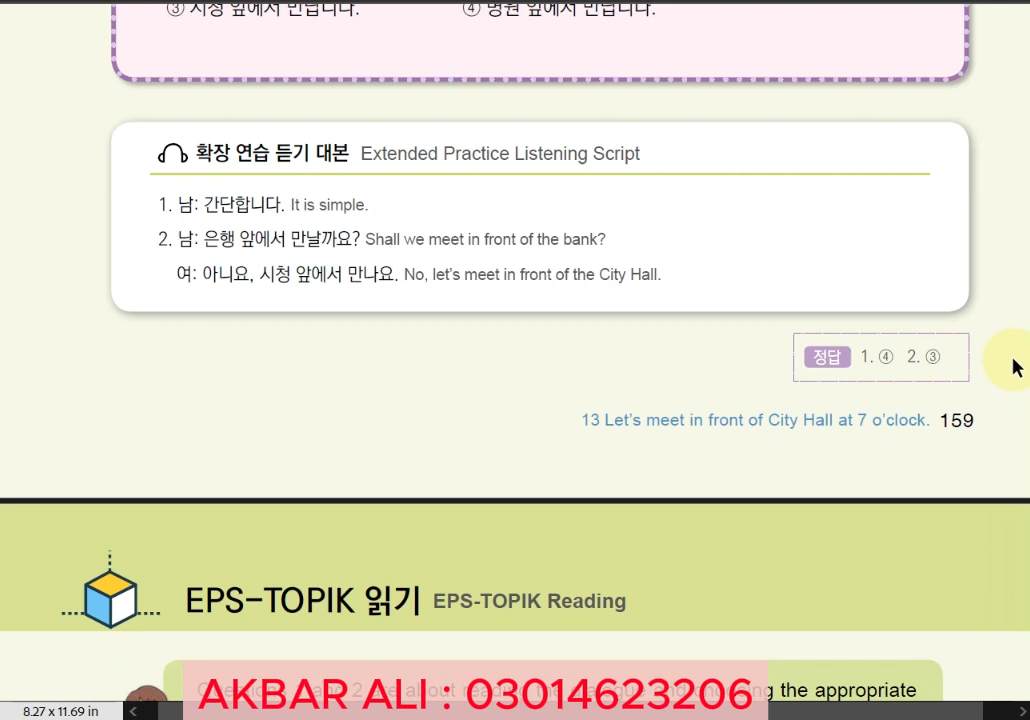 ③ 시청 앞에서 만납니다. ④ 병원 앞에서 만납니다.
확장 연습 듣기 대본 Extended Practice Listening Script
1. 남: 간단합니다. It is simple.
2. 남: 은행 앞에서 만날까요? Shall we meet in front of the bank?
여: 아니요, 시청 앞에서 만나요. No, let's meet in front of the City Hall.
정답 1. ④ 2. ③
13 Let's meet in front of City Hall at 7 o'clock. 159
EPS-TOPIK 읽기 EPS-TOPIK Reading
the appropriate
AKBAR ALI : 03014623206
8.27 x 11.69 in